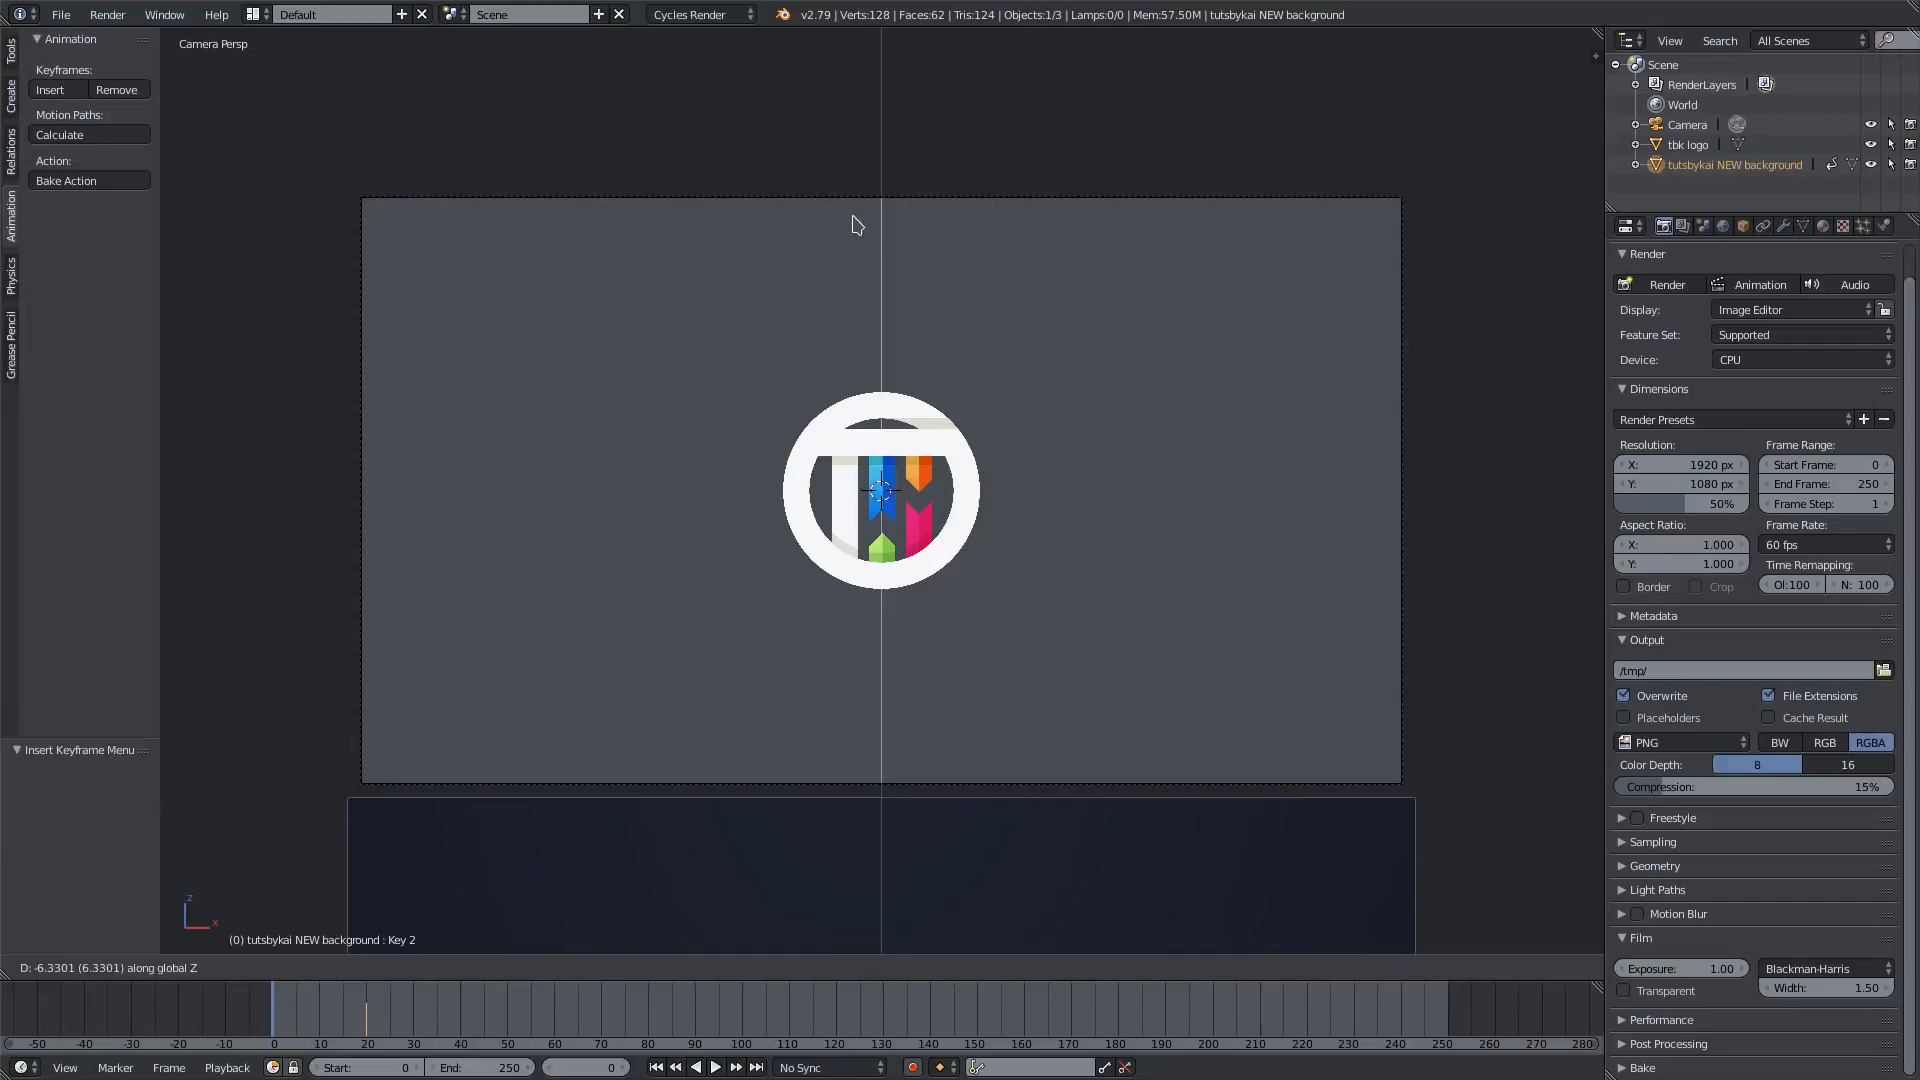 File Render Window Help Default Scene Cycles Render v2.79 | Verts:128 | Faces:62 | Tris:124 | Objects:1/3 | Lamps:0/0 | Mem:57.50M | tutsbykai NEW background
Tools
Create
Relations
Animation
Physics
Grease Pencil
Animation
Keyframes:
Insert Remove
Motion Paths:
Calculate
Action:
Bake Action
Insert Keyframe Menu
Camera Persp
z
x
(0) tutsbykai NEW background : Key 2
D: -6.3301 (6.3301) along global Z
View Search All Scenes
Scene
RenderLayers
World
Camera
tbk logo
tutsbykai NEW background
Render
Render Animation Audio
Display: Image Editor
Feature Set: Supported
Device: CPU
Dimensions
Render Presets
Resolution: Frame Range:
X: 1920 px Start Frame: 0
Y: 1080 px End Frame: 250
50% Frame Step: 1
Aspect Ratio: Frame Rate:
X: 1.000 60 fps
Y: 1.000 Time Remapping:
Border Crop Ol:100 N: 100
Metadata
Output
/tmp/
Overwrite File Extensions
Placeholders Cache Result
PNG BW RGB RGBA
Color Depth: 8 16
Compression: 15%
Freestyle
Sampling
Geometry
Light Paths
Motion Blur
Film
Exposure: 1.00 Blackman-Harris
Transparent Width: 1.50
Performance
Post Processing
Bake
-50 -40 -30 -20 -10 0 10 20 30 40 50 60 70 80 90 100 110 120 130 140 150 160 170 180 190 200 210 220 230 240 250 260 270 280
View Marker Frame Playback Start: 0 End: 250 0 No Sync